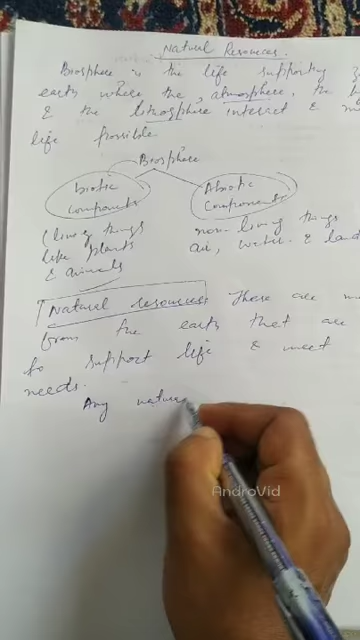 Natural Resources.
Biosphere is the life supporting
earth where the, atmosphere, the
& the lithosphere interact &
life possible.
Biosphere
biotic
components
Abiotic
Components
(living things
like plants
& animals
non-living things
air, water & land
Natural resources: These are
from the earth that are
to support life & meet
needs.
Any nature
AndroVid